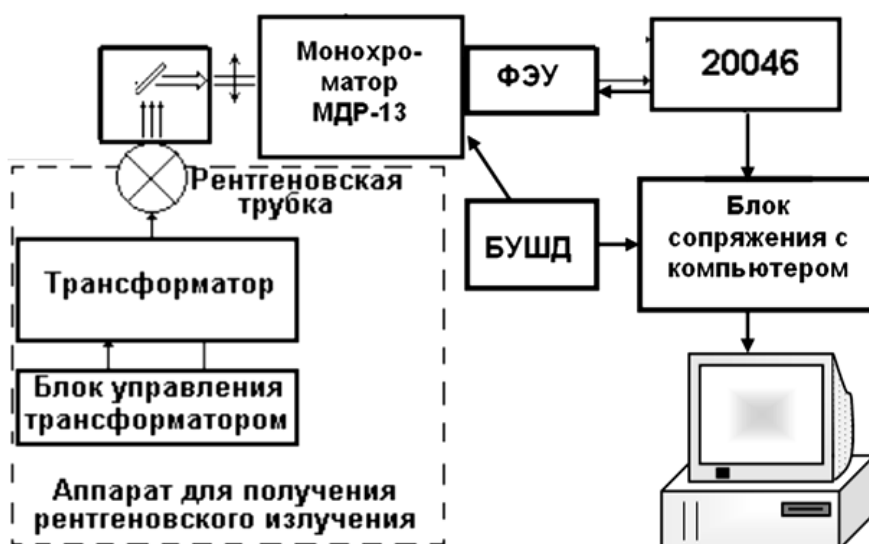 Монохро-
матор
МДР-13
ФЭУ
20046
Рентгеновская
трубка
Трансформатор
БУШД
Блок
сопряжения с
компьютером
Блок управления
трансформатором
Аппарат для получения
рентгеновского излучения